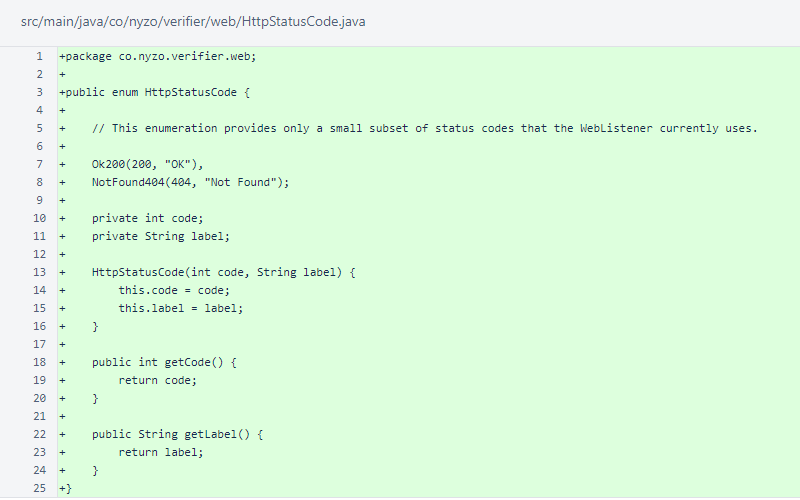 src/main/java/co/nyzo/verifier/web/HttpStatusCode.java
1 +package co.nyzo.verifier.web;
2 +
3 +public enum HttpStatusCode {
4 +
5 +    // This enumeration provides only a small subset of status codes that the WebListener currently uses.
6 +
7 +    Ok200(200, "OK"),
8 +    NotFound404(404, "Not Found");
9 +
10 +    private int code;
11 +    private String label;
12 +
13 +    HttpStatusCode(int code, String label) {
14 +        this.code = code;
15 +        this.label = label;
16 +    }
17 +
18 +    public int getCode() {
19 +        return code;
20 +    }
21 +
22 +    public String getLabel() {
23 +        return label;
24 +    }
25 +}